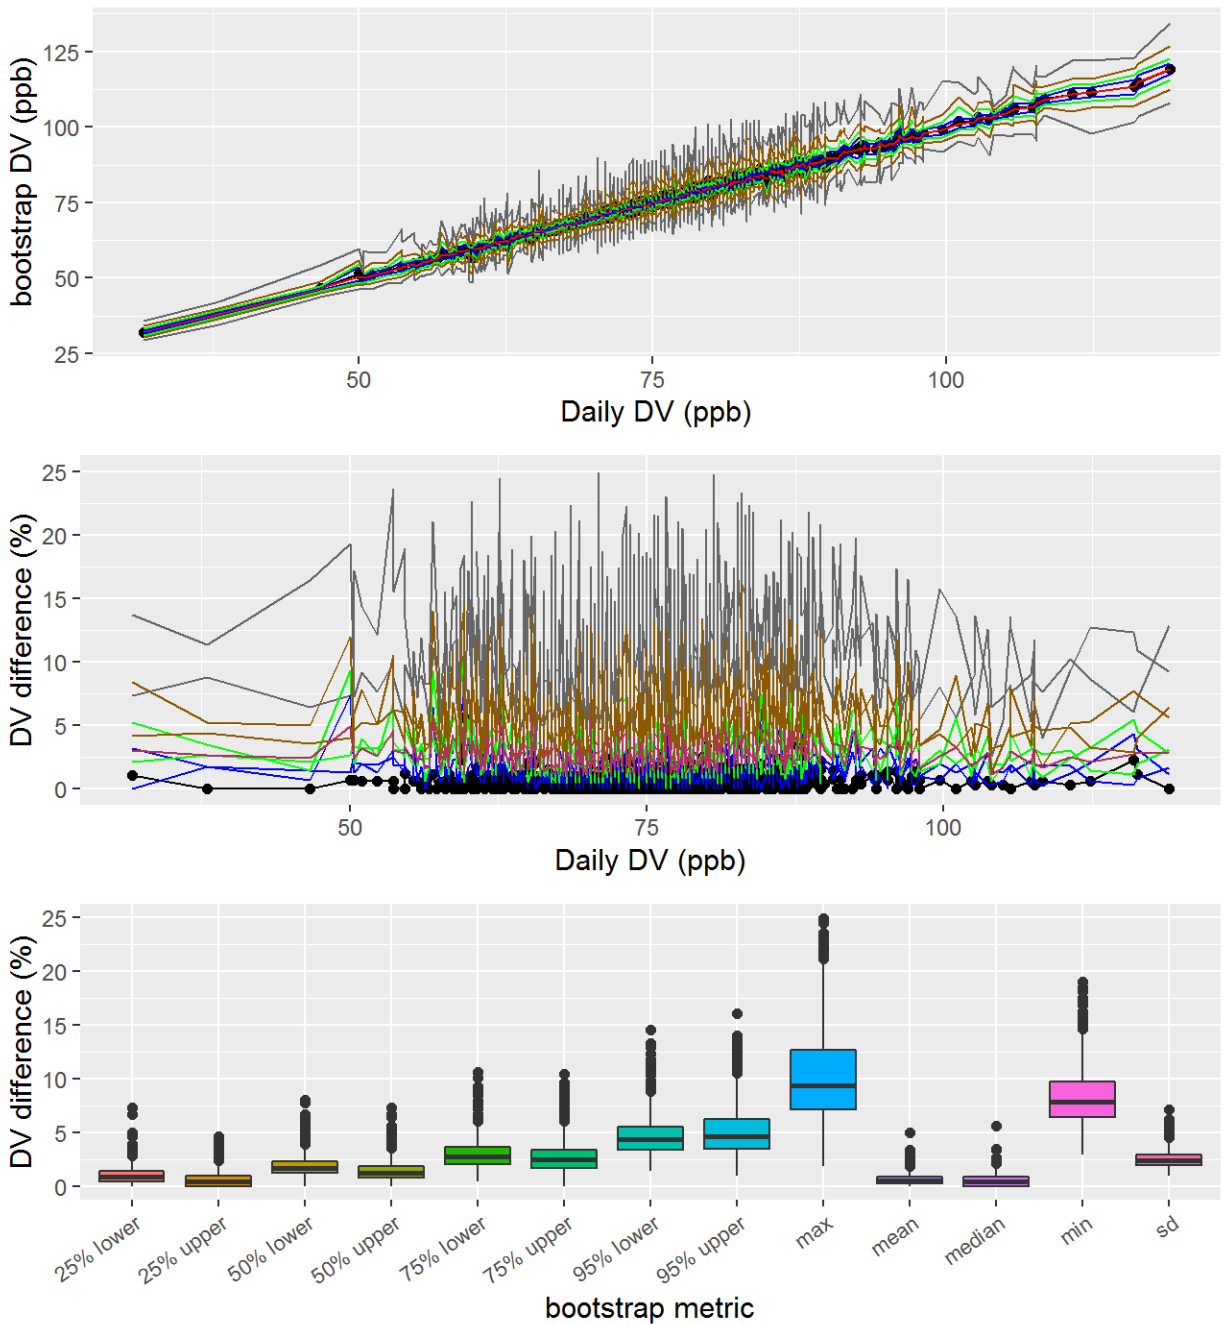 bootstrap DV (ppb)
125
100
75
50
25
50 75 100
Daily DV (ppb)
DV difference (%)
25
20
15
10
5
0
50 75 100
Daily DV (ppb)
DV difference (%)
25
20
15
10
5
0
25% lower 25% upper 50% lower 50% upper 75% lower 75% upper 95% lower 95% upper max mean median min sd
bootstrap metric